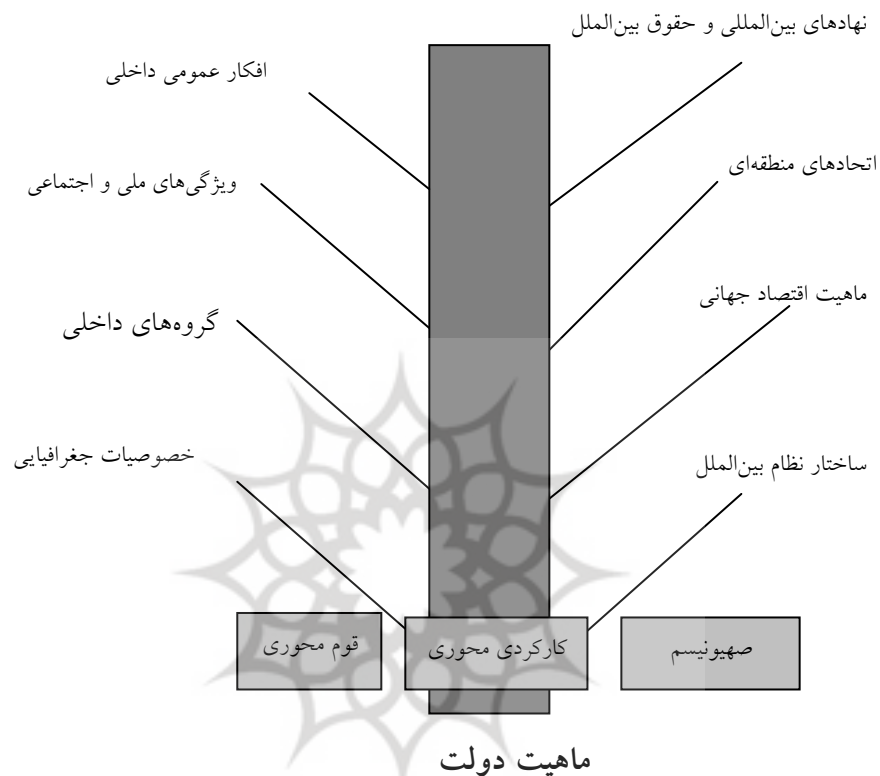 نهادهای بین‌المللی و حقوق بین‌الملل
افکار عمومی داخلی
اتحادهای منطقه‌ای
ویژگی‌های ملی و اجتماعی
ماهیت اقتصاد جهانی
گروه‌های داخلی
ساختار نظام بین‌الملل
خصوصیات جغرافیایی
صهیونیسم
کارکردی محوری
قوم محوری
ماهیت دولت